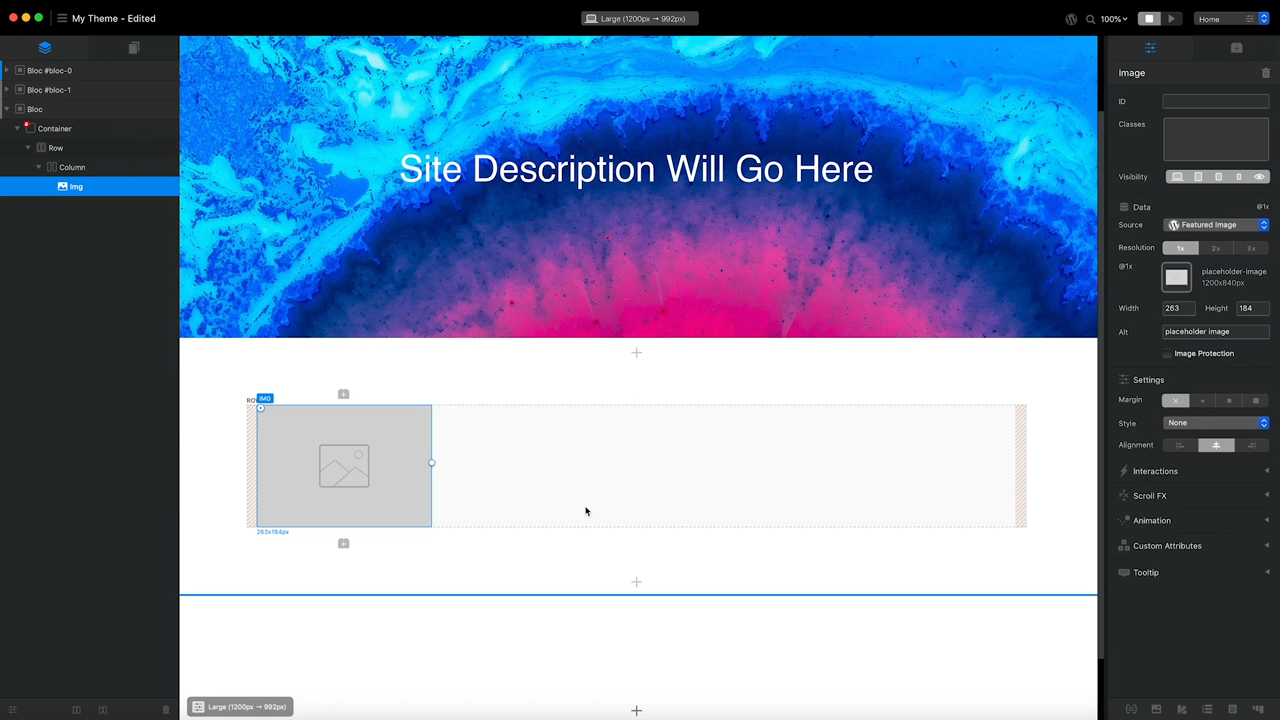 My Theme - Edited
Large (1200px → 992px)
100%
Home
Bloc #bloc-0
Bloc #bloc-1
Bloc
Container
Row
Column
Img
Site Description Will Go Here
IMG
263x184px
Large (1200px → 992px)
Image
ID
Classes
Visibility
Data
@1x
Source
Featured Image
Resolution
1x
2x
3x
@1x
placeholder-image
1200x840px
Width
263
Height
184
Alt
placeholder image
Image Protection
Settings
Margin
Style
None
Alignment
Interactions
Scroll FX
Animation
Custom Attributes
Tooltip